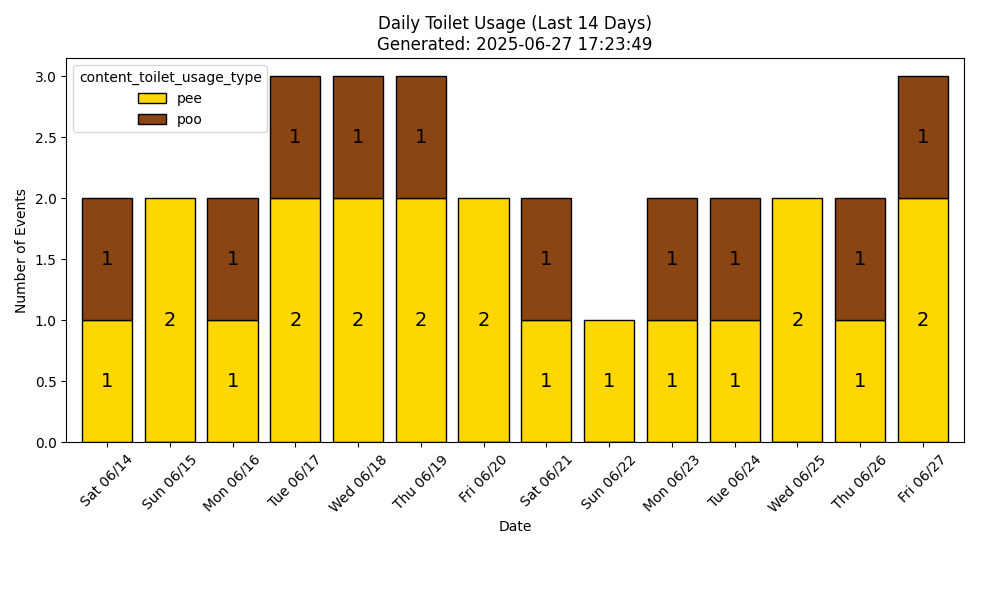 Daily Toilet Usage (Last 14 Days)
Generated: 2025-06-27 17:23:49
content_toilet_usage_type
pee
poo
Number of Events
3.0
2.5
2.0
1.5
1.0
0.5
0.0
1 1 1 1
1 1 1 1 1 1
2 2 2 2 2 2 2
1 1 1 1 1 1 1
Sat 06/14
Sun 06/15
Mon 06/16
Tue 06/17
Wed 06/18
Thu 06/19
Fri 06/20
Sat 06/21
Sun 06/22
Mon 06/23
Tue 06/24
Wed 06/25
Thu 06/26
Fri 06/27
Date